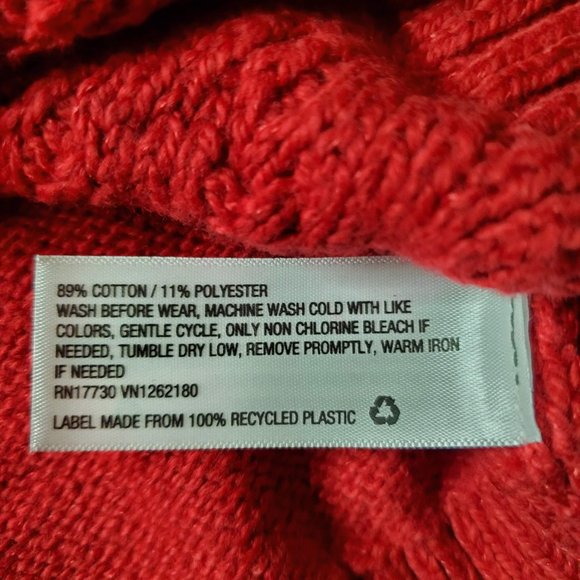 89% COTTON / 11% POLYESTER
WASH BEFORE WEAR, MACHINE WASH COLD WITH LIKE
COLORS, GENTLE CYCLE, ONLY NON CHLORINE BLEACH IF
NEEDED, TUMBLE DRY LOW, REMOVE PROMPTLY, WARM IRON
IF NEEDED
RN17730 VN1262180
LABEL MADE FROM 100% RECYCLED PLASTIC